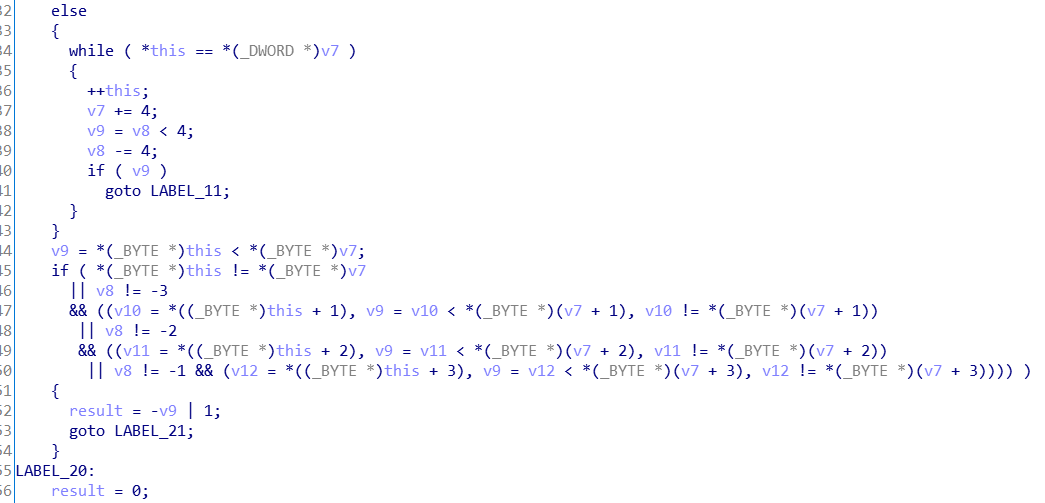 32    else
33    {
34      while ( *this == *(_DWORD *)v7 )
35      {
36        ++this;
37        v7 += 4;
38        v9 = v8 < 4;
39        v8 -= 4;
40        if ( v9 )
41          goto LABEL_11;
42      }
43    }
44    v9 = *(_BYTE *)this < *(_BYTE *)v7;
45    if ( *(_BYTE *)this != *(_BYTE *)v7
46      || v8 != -3
47      && ((v10 = *((_BYTE *)this + 1), v9 = v10 < *(_BYTE *)(v7 + 1), v10 != *(_BYTE *)(v7 + 1))
48       || v8 != -2
49       && ((v11 = *((_BYTE *)this + 2), v9 = v11 < *(_BYTE *)(v7 + 2), v11 != *(_BYTE *)(v7 + 2))
50        || v8 != -1 && (v12 = *((_BYTE *)this + 3), v9 = v12 < *(_BYTE *)(v7 + 3), v12 != *(_BYTE *)(v7 + 3)))) )
51    {
52      result = -v9 | 1;
53      goto LABEL_21;
54    }
55LABEL_20:
56    result = 0;